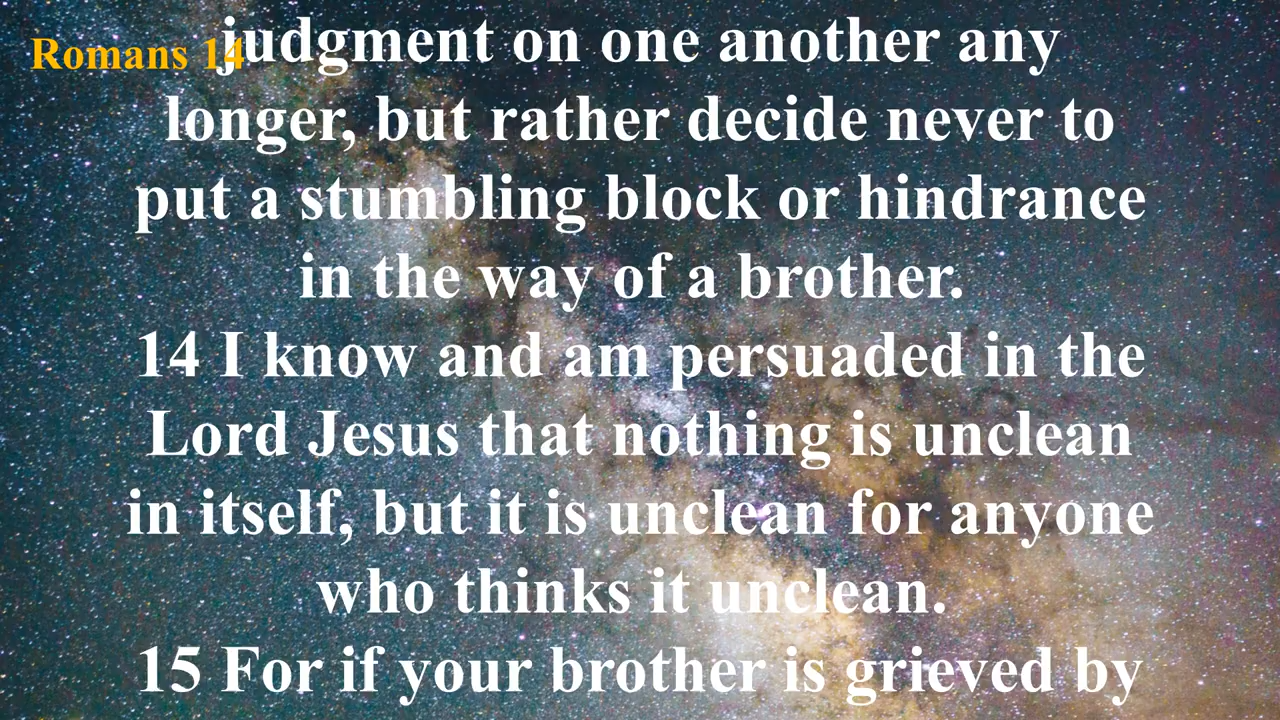 Romans 14
judgment on one another any
longer, but rather decide never to
put a stumbling block or hindrance
in the way of a brother.
14 I know and am persuaded in the
Lord Jesus that nothing is unclean
in itself, but it is unclean for anyone
who thinks it unclean.
15 For if your brother is grieved by